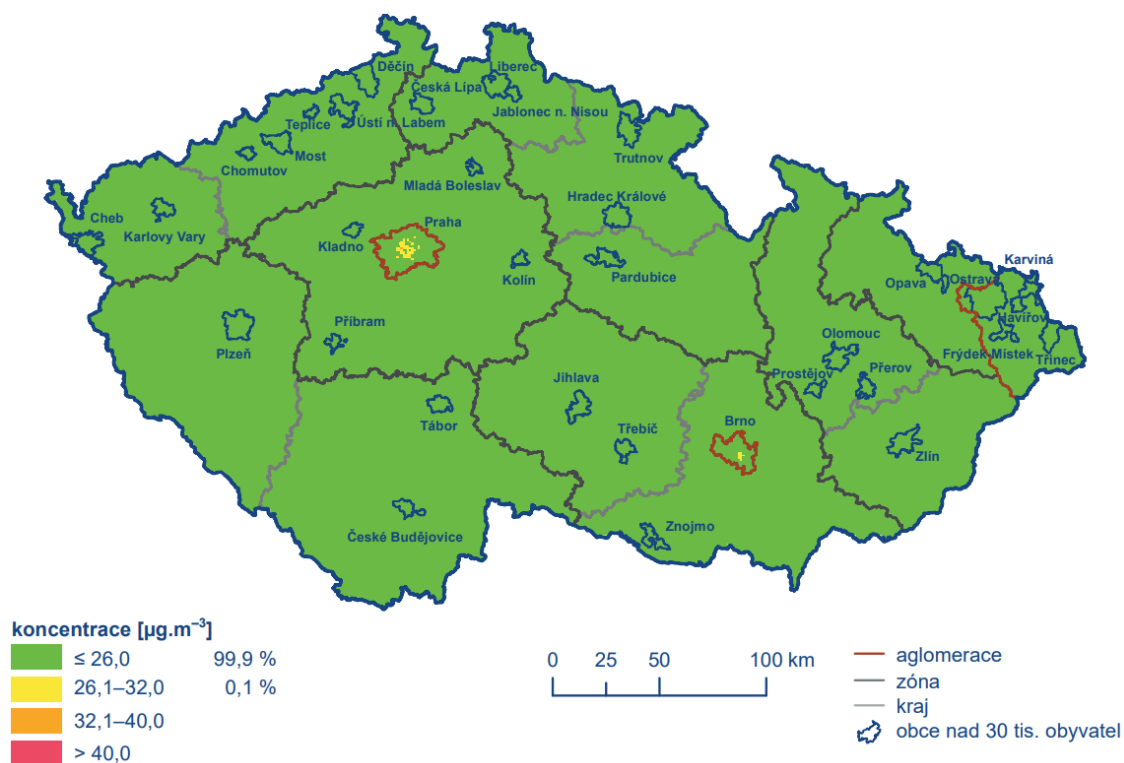 Děčín
Liberec
Česká Lípa
Jablonec n. Nisou
Teplice
Ústí n. Labem
Most
Chomutov
Trutnov
Mladá Boleslav
Hradec Králové
Cheb
Karlovy Vary
Praha
Kladno
Kolín
Pardubice
Karviná
Opava
Ostrava
Havířov
Příbram
Plzeň
Olomouc
Frýdek Místek
Třinec
Prostějov
Přerov
Jihlava
Tábor
Třebíč
Brno
Zlín
Znojmo
České Budějovice
koncentrace [µg.m⁻³]
≤ 26,0 99,9 %
26,1–32,0 0,1 %
32,1–40,0
> 40,0
0 25 50 100 km
aglomerace
zóna
kraj
obce nad 30 tis. obyvatel